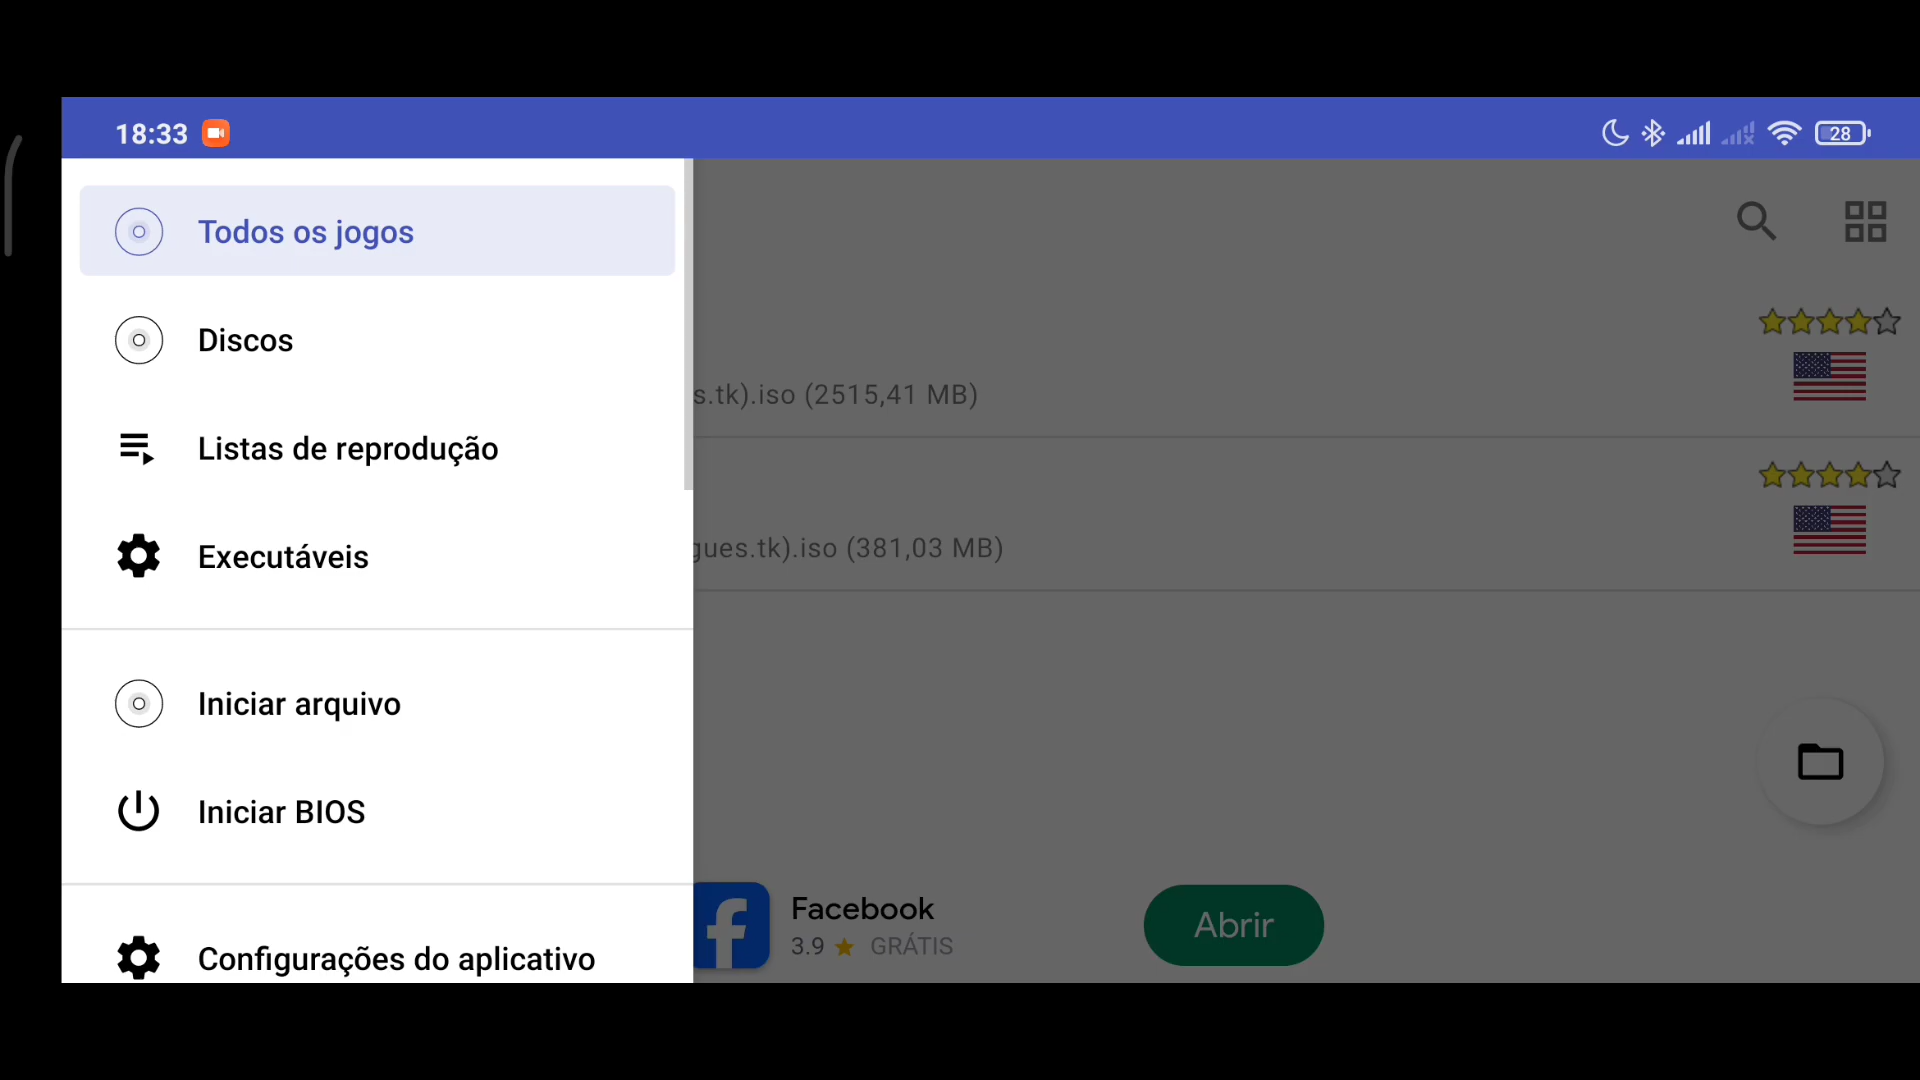 18:33
28
Todos os jogos
Discos
s.tk).iso (2515,41 MB)
Listas de reprodução
Executáveis
gues.tk).iso (381,03 MB)
Iniciar arquivo
Iniciar BIOS
Facebook
3.9 GRÁTIS
Abrir
Configurações do aplicativo